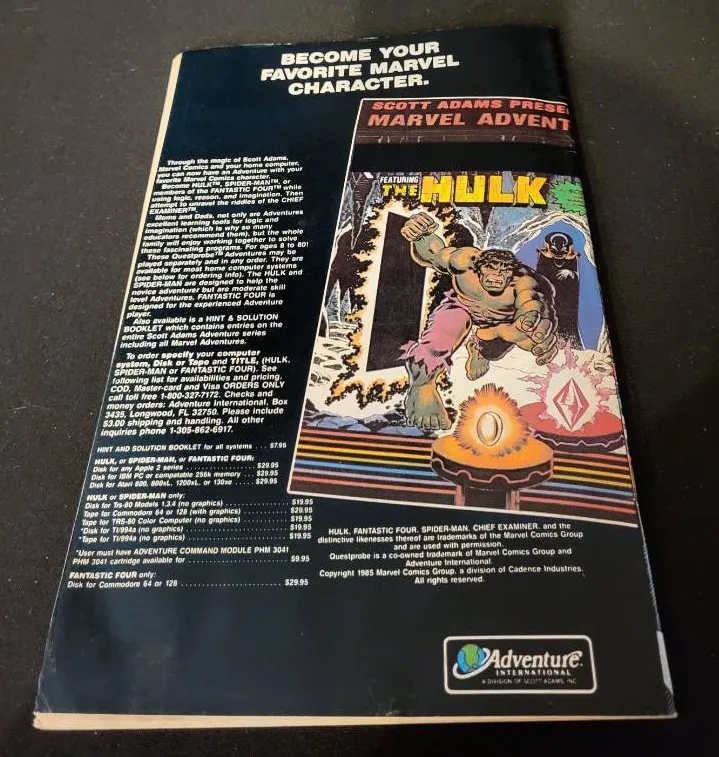 BECOME YOUR
FAVORITE MARVEL
CHARACTER.
SCOTT ADAMS PRESE
MARVEL ADVENT
FEATURING
THE HULK
Through the magic of Scott Adams,
Marvel Comics and your home computer,
you can now have an Adventure with your
favorite Marvel Comics character.
Become HULK™, SPIDER-MAN™, or
members of the FANTASTIC FOUR™ while
using logic, reason, and imagination. Then
attempt to unravel the riddles of the CHIEF
EXAMINER™
Moms and Dads, not only are Adventures
excellent learning tools for logic and
imagination (which is why so many
educators recommend them), but the whole
family will enjoy working together to solve
these fascinating programs. For ages 8 to 80!
These Questprobe™ Adventures may be
played separately and in any order. They are
available for most home computer systems
(see below for ordering info). The HULK and
SPIDER-MAN are designed to help the
novice adventurer but are moderate skill
level Adventures. FANTASTIC FOUR is
designed for the experienced Adventure
player.
Also available is a HINT & SOLUTION
BOOKLET which contains entries on the
entire Scott Adams Adventure series
including all Marvel Adventures.
To order specify your computer
system, Disk or Tape and TITLE, (HULK,
SPIDER-MAN or FANTASTIC FOUR). See
following list for availabilities and pricing.
COD, Master-card and Visa ORDERS ONLY
call toll free 1-800-327-7172. Checks and
money orders: Adventure International, Box
3435, Longwood, FL 32750. Please include
$3.00 shipping and handling. All other
inquiries phone 1-305-862-6917.
HINT AND SOLUTION BOOKLET for all systems ... $7.95
HULK, or SPIDER-MAN, or FANTASTIC FOUR:
Disk for any Apple 2 series ................ $29.95
Disk for IBM PC or compatable 256k memory ... $29.95
Disk for Atari 800, 800xL, 1200xL, or 130xe ... $29.95
HULK or SPIDER-MAN only:
Disk for Trs-80 Models 1,3,4 (no graphics) ........ $19.95
Tape for Commodore 64 or 128 (with graphics) ..... $29.95
Tape for TRS-80 Color Computer (no graphics) ..... $19.95
*Disk for TI/994a (no graphics) ................ $19.95
*Tape for TI/994a (no graphics) ................ $19.95
*User must have ADVENTURE COMMAND MODULE PHM 3041
PHM 3041 cartridge available for ................ $9.95
FANTASTIC FOUR only:
Disk for Commodore 64 or 128 ................ $29.95
HULK, FANTASTIC FOUR, SPIDER-MAN, CHIEF EXAMINER, and the
distinctive likenesses thereof are trademarks of the Marvel Comics Group
and are used with permission.
Questprobe is a co-owned trademark of Marvel Comics Group and
Adventure International.
Copyright 1985 Marvel Comics Group, a division of Cadence Industries.
All rights reserved.
Adventure
INTERNATIONAL
A DIVISION OF SCOTT ADAMS, INC.